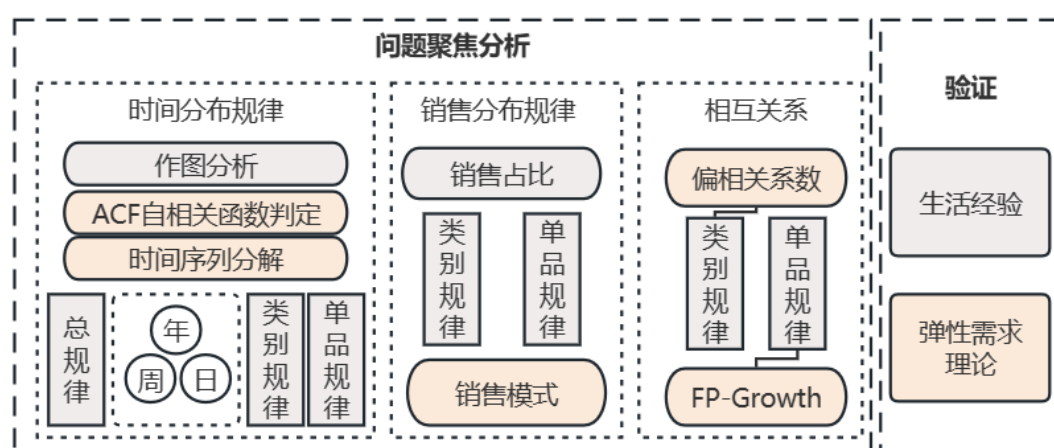 问题聚焦分析
时间分布规律
作图分析
ACF自相关函数判定
时间序列分解
总规律
年
周
日
类别规律
单品规律
销售分布规律
销售占比
类别规律
单品规律
销售模式
相互关系
偏相关系数
类别规律
单品规律
FP-Growth
验证
生活经验
弹性需求
理论